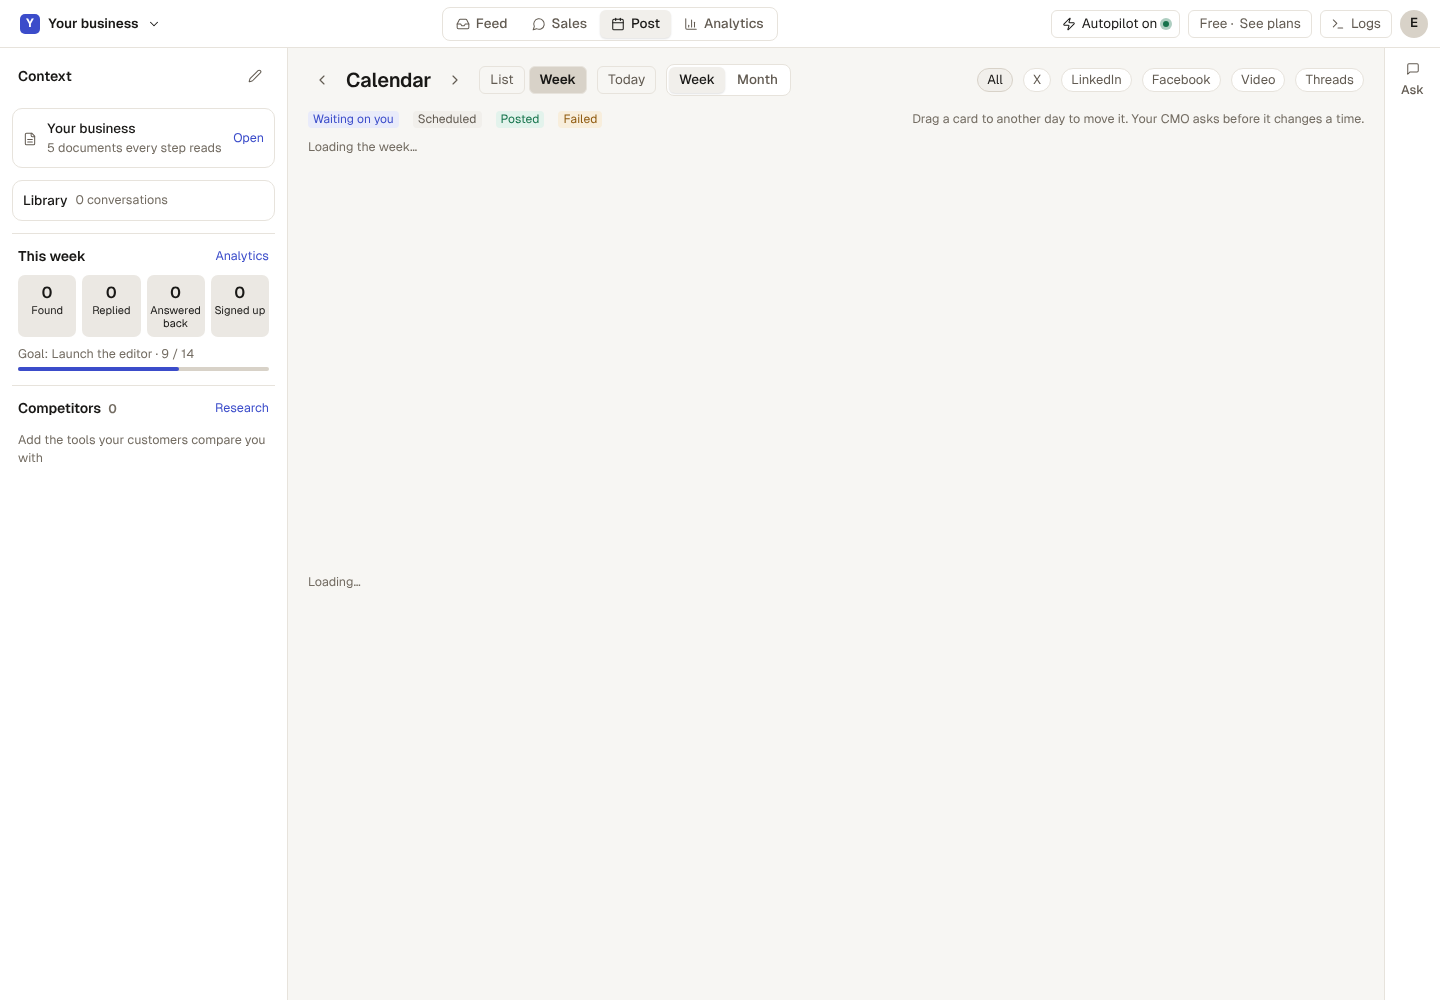 Y Your business
Feed Sales Post Analytics
Autopilot on Free · See plans Logs E
Context
Your business
5 documents every step reads
Open
Library 0 conversations
This week Analytics
0 Found
0 Replied
0 Answered back
0 Signed up
Goal: Launch the editor · 9 / 14
Competitors 0 Research
Add the tools your customers compare you
with
Calendar List Week Today Week Month
All X LinkedIn Facebook Video Threads
Waiting on you Scheduled Posted Failed
Drag a card to another day to move it. Your CMO asks before it changes a time.
Loading the week…
Loading…
Ask